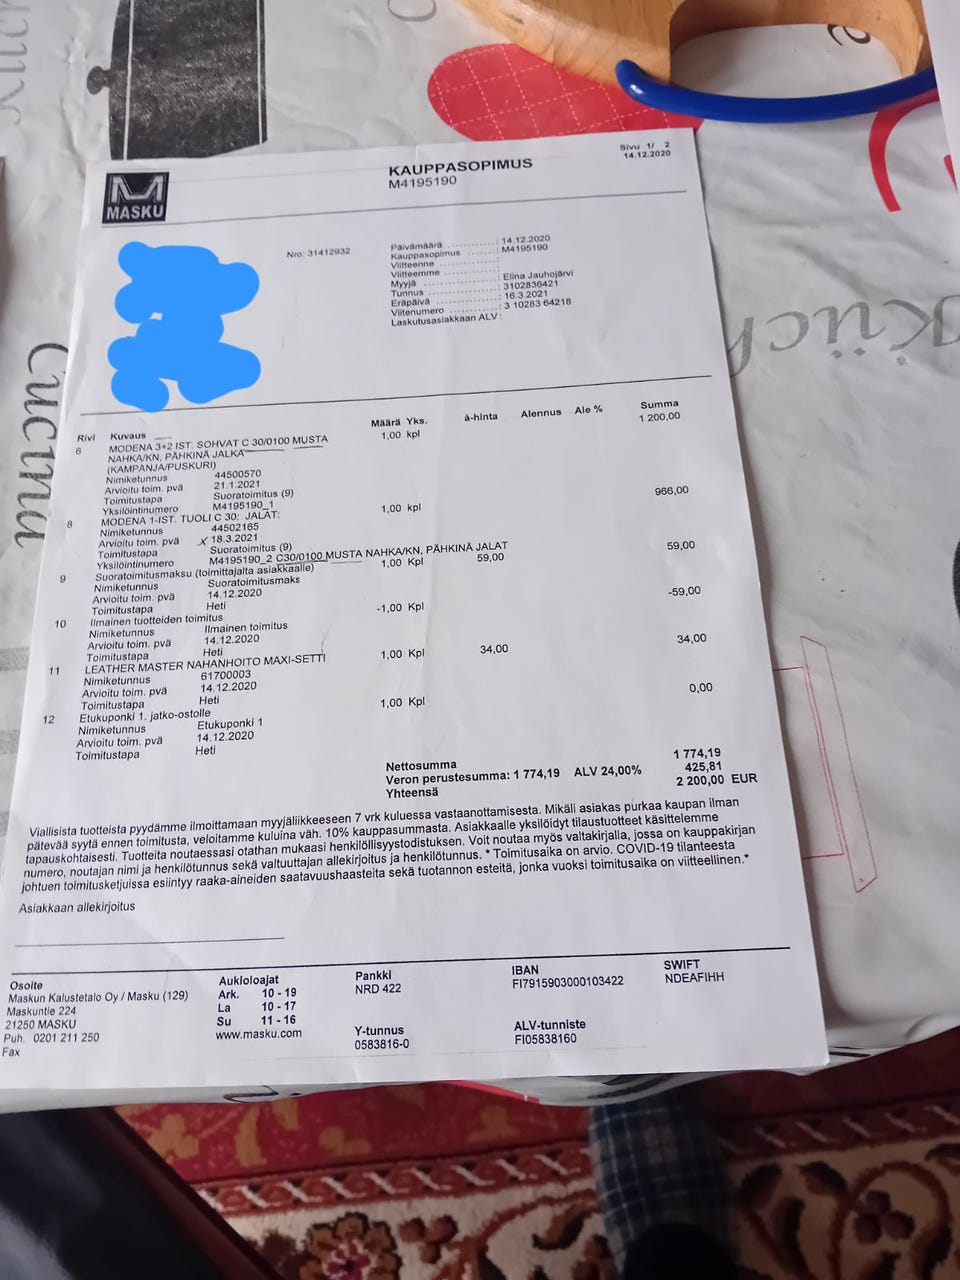 MASKU
KAUPPASOPIMUS
M4195190
Sivu 1/ 2
14.12.2020
Nro: 31412932
Päivämäärä .............: 14.12.2020
Kauppasopimus ........: M4195190
Viitteenne ...............:
Viitteemme ..............:
Myyjä .....................: Elina Jauhojärvi
Tunnus ...................: 3102836421
Eräpäivä .................: 16.3.2021
Viitenumero ............: 3 10283 64218
Laskutusasiakkaan ALV:
Rivi Kuvaus Määrä Yks. à-hinta Alennus Ale % Summa
6 MODENA 3+2 IST. SOHVAT C 30/0100 MUSTA 1,00 kpl 1 200,00
NAHKA/KN, PÄHKINÄ JALKA
(KAMPANJA/PUSKURI)
Nimiketunnus 44500570
Arvioitu toim. pvä 21.1.2021
Toimitustapa Suoratoimitus (9)
Yksilöintinumero M4195190_1
8 MODENA 1-IST. TUOLI C 30: JALAT: 1,00 kpl 966,00
Nimiketunnus 44502165
Arvioitu toim. pvä x 18.3.2021
Toimitustapa Suoratoimitus (9)
Yksilöintinumero M4195190_2 C30/0100 MUSTA NAHKA/KN, PÄHKINÄ JALAT
9 Suoratoimitusmaksu (toimittajalta asiakkaalle) 1,00 Kpl 59,00 59,00
Nimiketunnus Suoratoimitusmaks
Arvioitu toim. pvä 14.12.2020
Toimitustapa Heti
10 Ilmainen tuotteiden toimitus -1,00 Kpl -59,00
Nimiketunnus Ilmainen toimitus
Arvioitu toim. pvä 14.12.2020
Toimitustapa Heti
11 LEATHER MASTER NAHANHOITO MAXI-SETTI 1,00 Kpl 34,00 34,00
Nimiketunnus 61700003
Arvioitu toim. pvä 14.12.2020
Toimitustapa Heti
12 Etukuponki 1. jatko-ostolle 1,00 Kpl 0,00
Nimiketunnus Etukuponki 1
Arvioitu toim. pvä 14.12.2020
Toimitustapa Heti
Nettosumma 1 774,19
Veron perustesumma: 1 774,19 ALV 24,00% 425,81
Yhteensä 2 200,00 EUR
Viallisista tuotteista pyydämme ilmoittamaan myyjäliikkeeseen 7 vrk kuluessa vastaanottamisesta. Mikäli asiakas purkaa kaupan ilman
pätevää syytä ennen toimitusta, veloitamme kuluina väh. 10% kauppasummasta. Asiakkaalle yksilöidyt tilaustuotteet käsittelemme
tapauskohtaisesti. Tuotteita noutaessasi otathan mukaasi henkilöllisyystodistuksen. Voit noutaa myös valtakirjalla, jossa on kauppakirjan
numero, noutajan nimi ja henkilötunnus sekä valtuuttajan allekirjoitus ja henkilötunnus. * Toimitusaika on arvio. COVID-19 tilanteesta
johtuen toimitusketjuissa esiintyy raaka-aineiden saatavuushaasteita sekä tuotannon esteitä, jonka vuoksi toimitusaika on viitteellinen.*
Asiakkaan allekirjoitus
Osoite
Maskun Kalustetalo Oy / Masku (129)
Maskuntie 224
21250 MASKU
Puh. 0201 211 250
Fax
Aukioloajat
Ark. 10 - 19
La 10 - 17
Su 11 - 16
www.masku.com
Pankki
NRD 422
Y-tunnus
0583816-0
IBAN
FI7915903000103422
ALV-tunniste
FI05838160
SWIFT
NDEAFIHH
Cucina
Küch